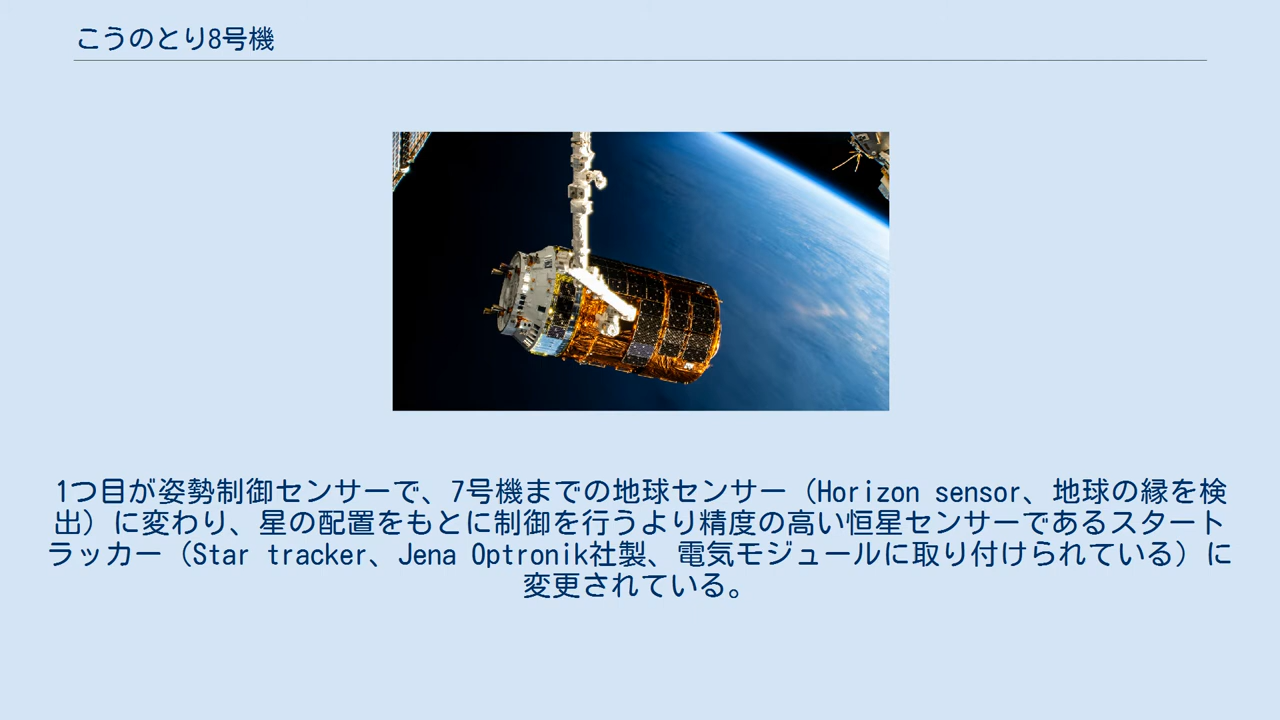 こうのとり8号機
1つ目が姿勢制御センサーで、7号機までの地球センサー（Horizon sensor、地球の縁を検
出）に変わり、星の配置をもとに制御を行うより精度の高い恒星センサーであるスタート
ラッカー（Star tracker、Jena Optronik社製、電気モジュールに取り付けられている）に
変更されている。